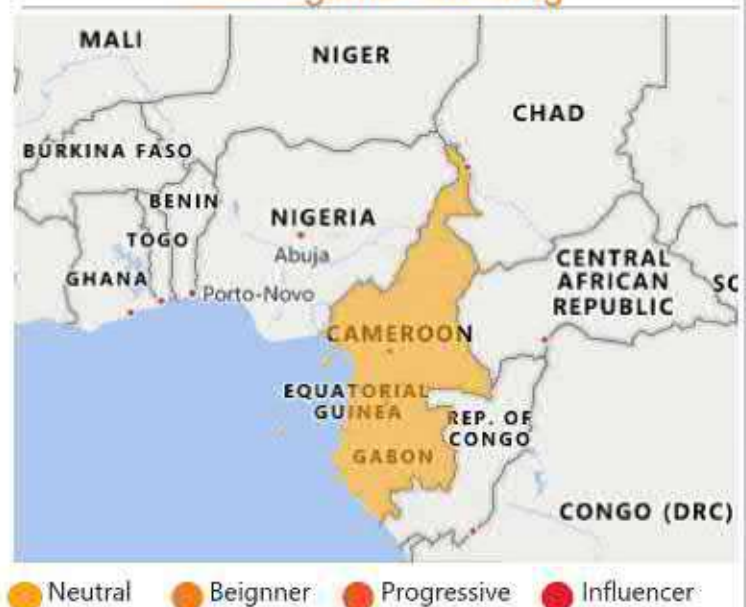 MALI
NIGER
CHAD
BURKINA FASO
BENIN
NIGERIA
TOGO
Abuja
GHANA
Porto-Novo
CENTRAL
AFRICAN
REPUBLIC
SC
CAMEROON
EQUATORIAL
GUINEA
REP. OF
CONGO
GABON
CONGO (DRC)
Neutral Beignner Progressive Influencer